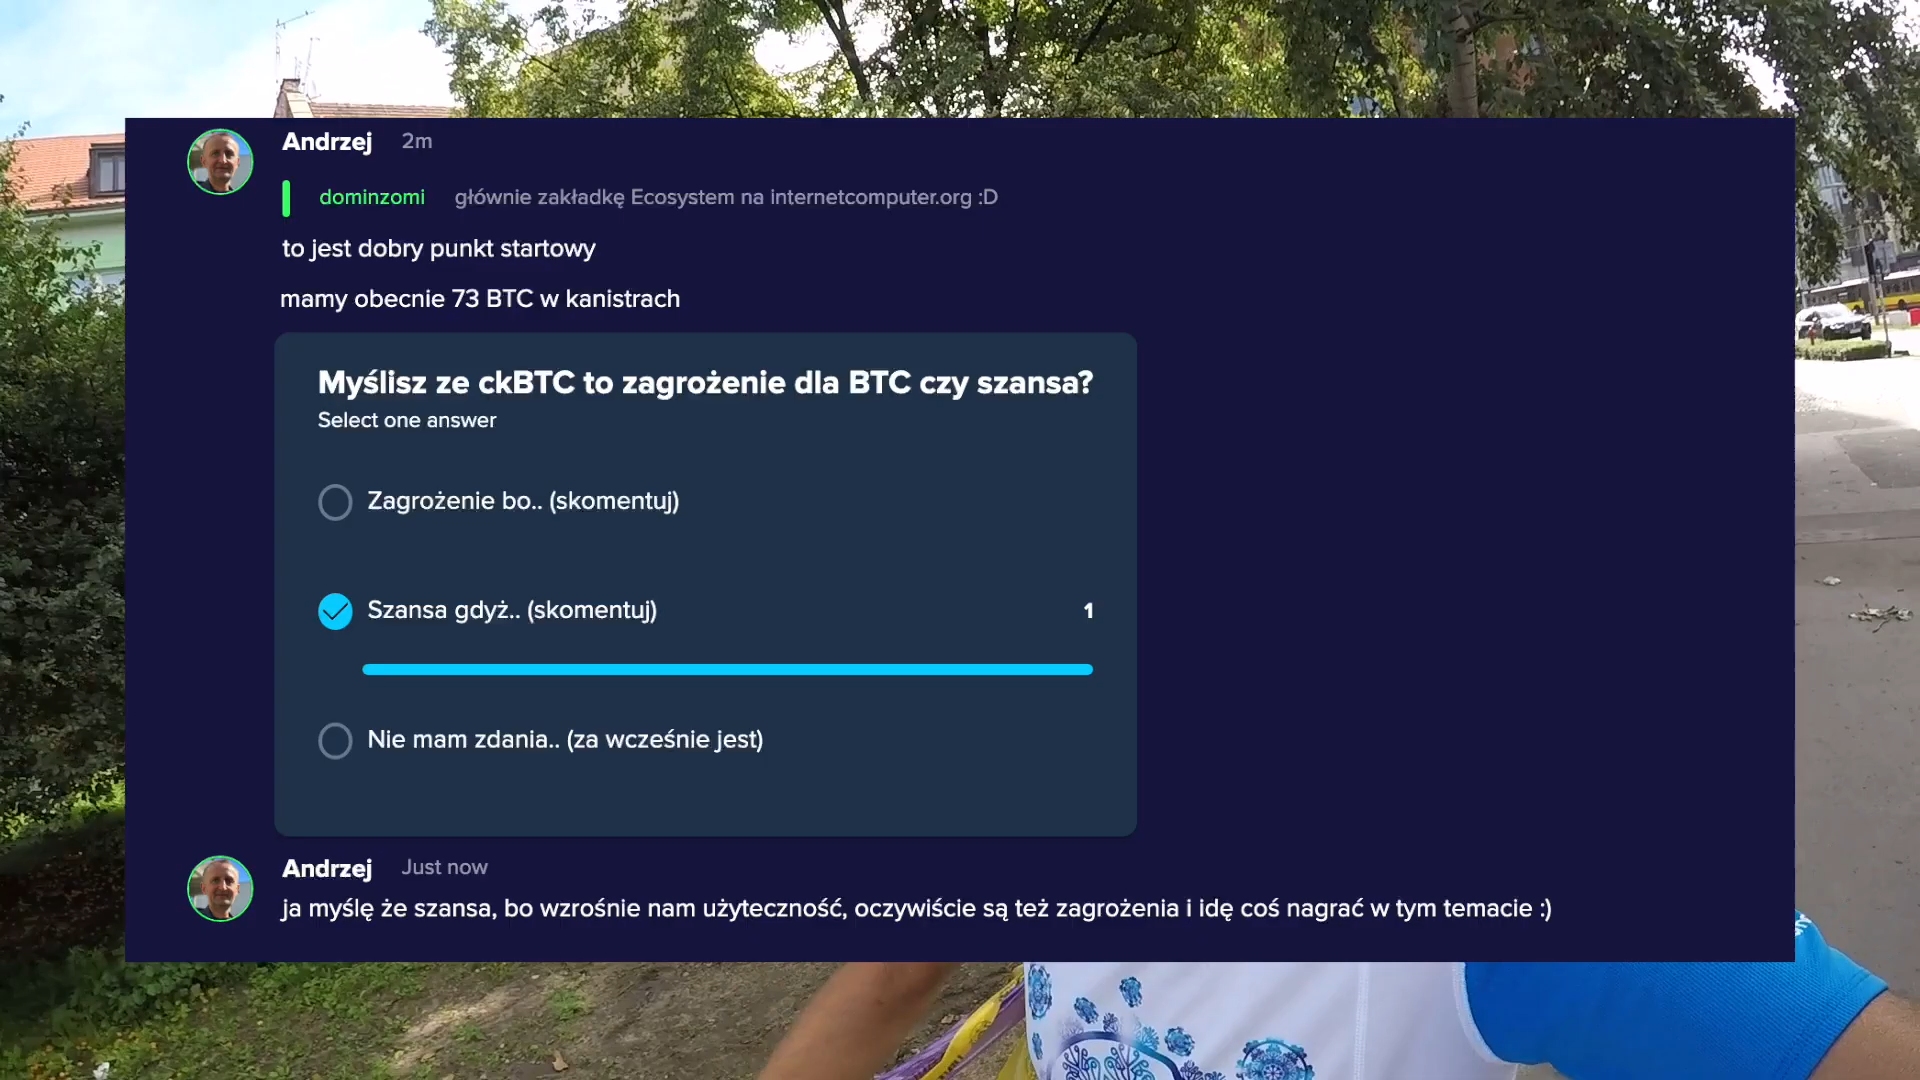 Andrzej 2m
dominzomi głównie zakładkę Ecosystem na internetcomputer.org :D
to jest dobry punkt startowy
mamy obecnie 73 BTC w kanistrach
Myślisz ze ckBTC to zagrożenie dla BTC czy szansa?
Select one answer
Zagrożenie bo.. (skomentuj)
Szansa gdyż.. (skomentuj) 1
Nie mam zdania.. (za wcześnie jest)
Andrzej Just now
ja myślę że szansa, bo wzrośnie nam użyteczność, oczywiście są też zagrożenia i idę coś nagrać w tym temacie :)